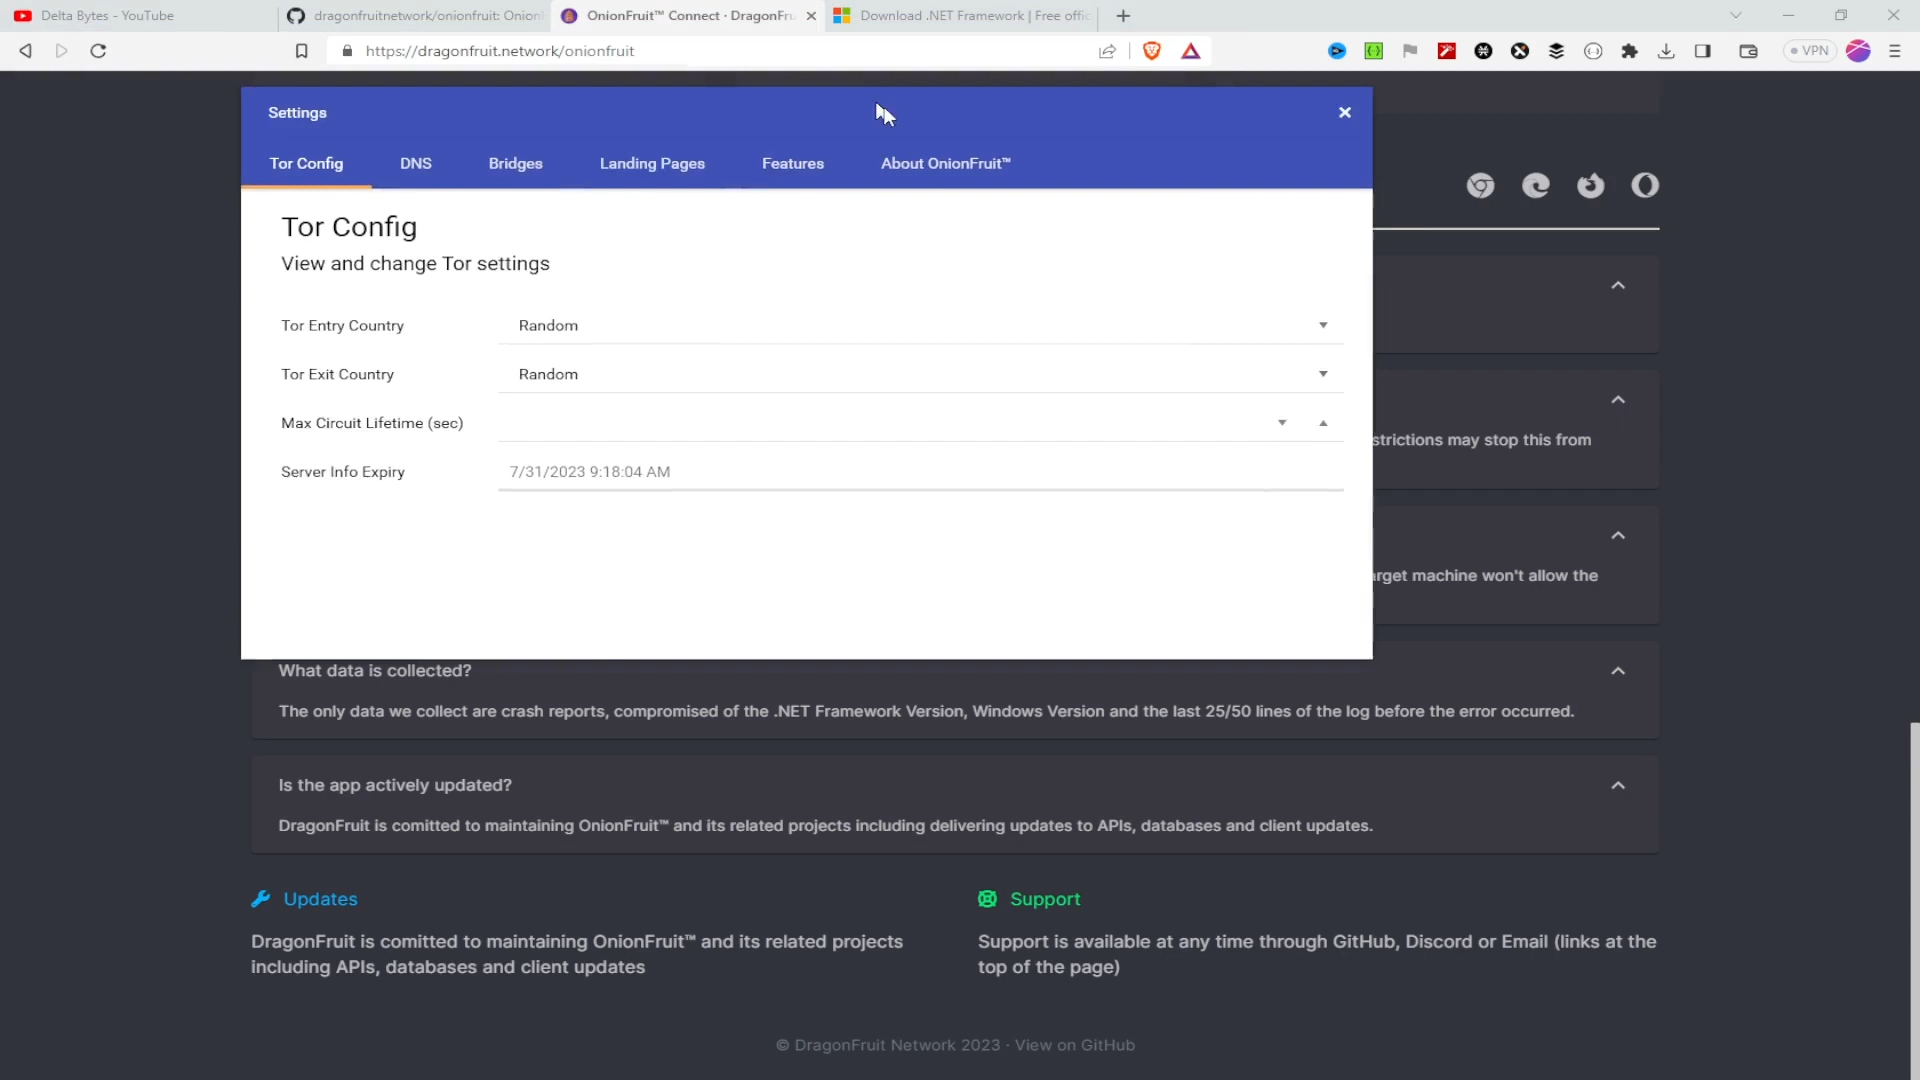 Delta Bytes - YouTube
dragonfruitnetwork/onionfruit: Onion
OnionFruit™ Connect · DragonFru
Download .NET Framework | Free offic
https://dragonfruit.network/onionfruit
VPN
Settings
Tor Config
DNS
Bridges
Landing Pages
Features
About OnionFruit™
Tor Config
View and change Tor settings
Tor Entry Country
Random
Tor Exit Country
Random
Max Circuit Lifetime (sec)
Server Info Expiry
7/31/2023 9:18:04 AM
strictions may stop this from
arget machine won't allow the
What data is collected?
The only data we collect are crash reports, compromised of the .NET Framework Version, Windows Version and the last 25/50 lines of the log before the error occurred.
Is the app actively updated?
DragonFruit is comitted to maintaining OnionFruit™ and its related projects including delivering updates to APIs, databases and client updates.
Updates
DragonFruit is comitted to maintaining OnionFruit™ and its related projects
including APIs, databases and client updates
Support
Support is available at any time through GitHub, Discord or Email (links at the
top of the page)
© DragonFruit Network 2023 · View on GitHub